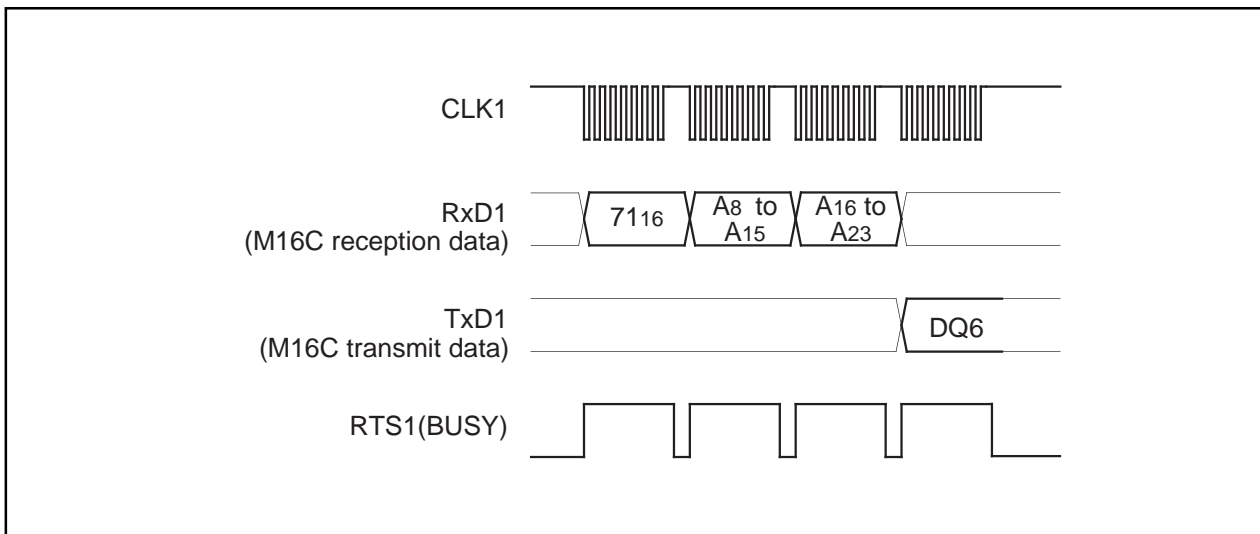 CLK1
RxD1
(M16C reception data)
7116
A8 to
A15
A16 to
A23
TxD1
(M16C transmit data)
DQ6
RTS1(BUSY)